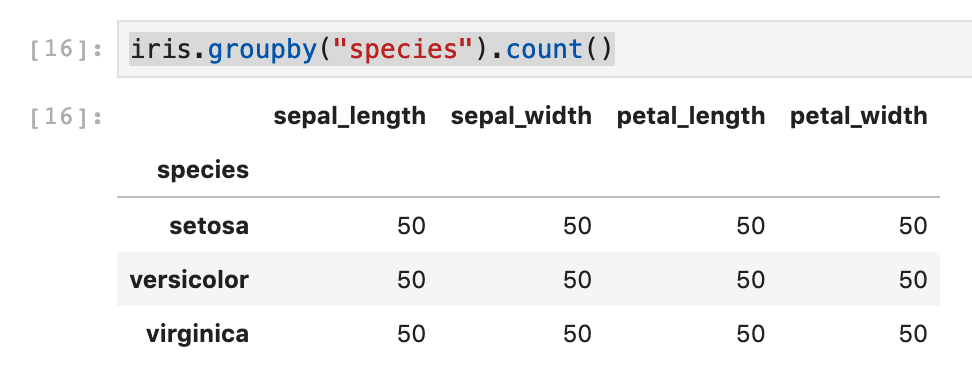 [16]: iris.groupby("species").count()
[16]:
sepal_length sepal_width petal_length petal_width
species
setosa 50 50 50 50
versicolor 50 50 50 50
virginica 50 50 50 50